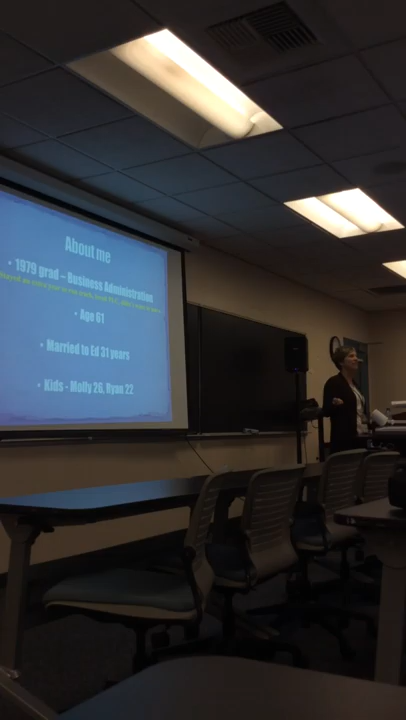 About me
• 1979 grad – Business Administration
• Age 61
• Married to Ed 31 years
• Kids - Molly 26, Ryan 22